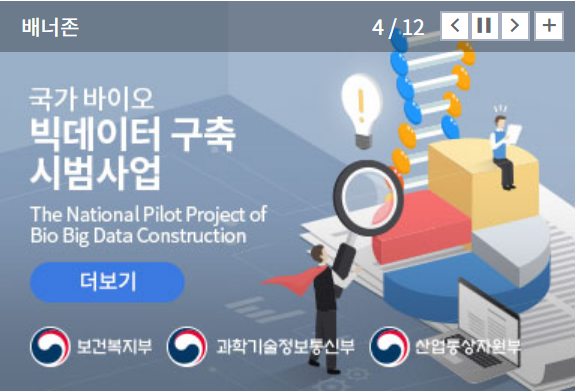 배너존 4 / 12
국가 바이오
빅데이터 구축
시범사업
The National Pilot Project of
Bio Big Data Construction
더보기
보건복지부 과학기술정보통신부 산업통상자원부